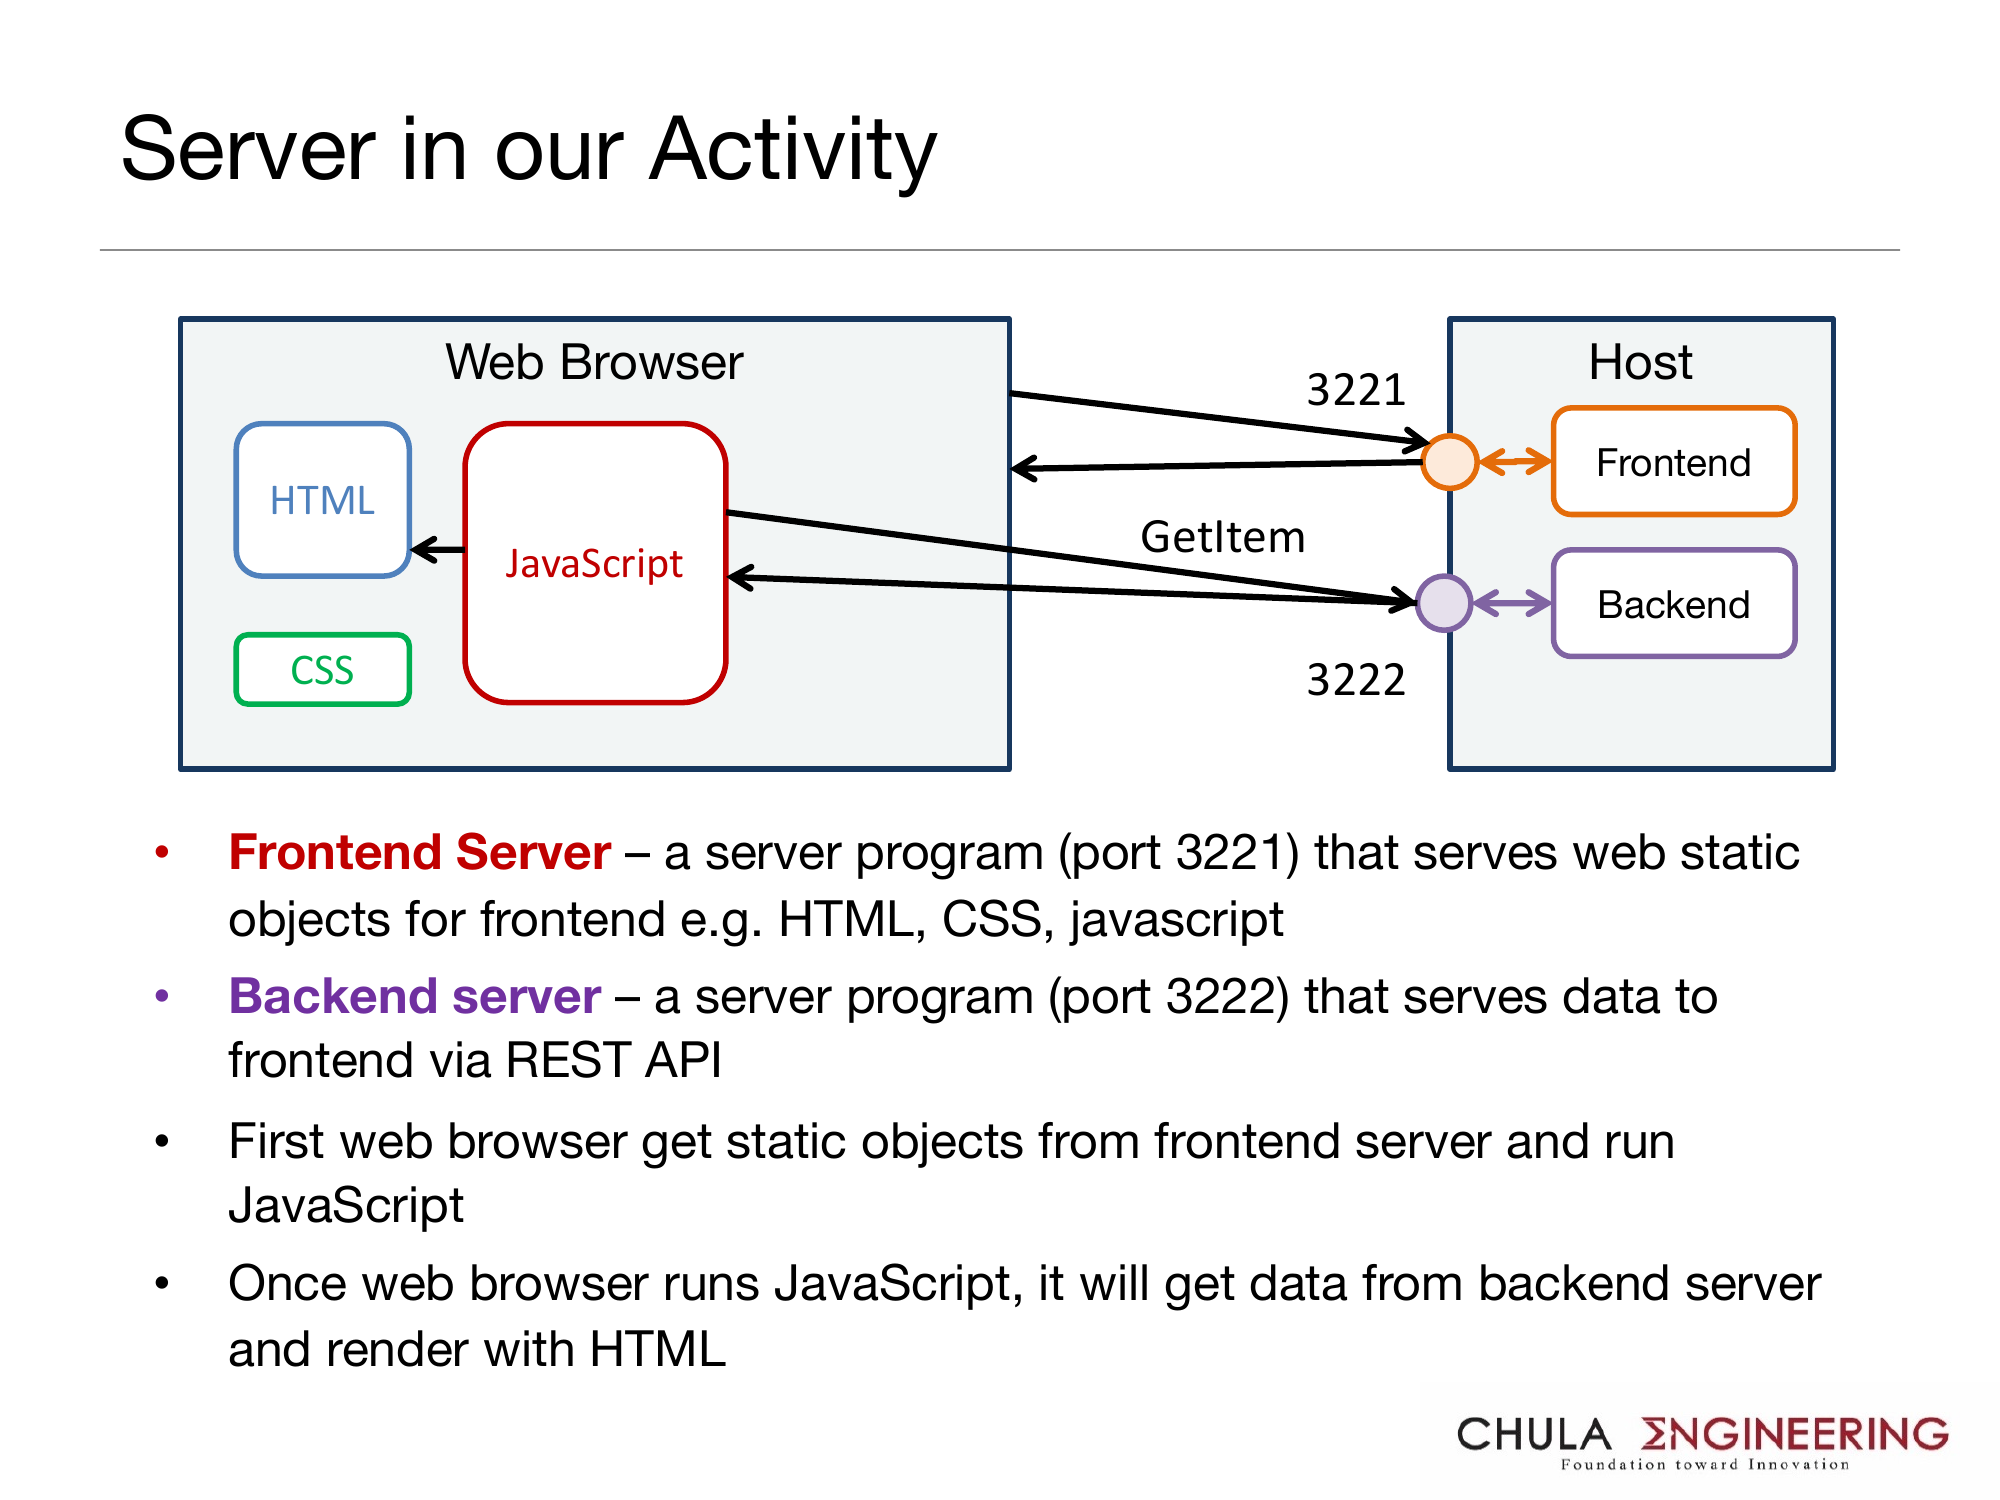 Server in our Activity
Web Browser
Host
3221
HTML
JavaScript
CSS
GetItem
3222
Frontend
Backend
• Frontend Server – a server program (port 3221) that serves web static
objects for frontend e.g. HTML, CSS, javascript
• Backend server – a server program (port 3222) that serves data to
frontend via REST API
• First web browser get static objects from frontend server and run
JavaScript
• Once web browser runs JavaScript, it will get data from backend server
and render with HTML
CHULA ΣNGINEERING
Foundation toward Innovation